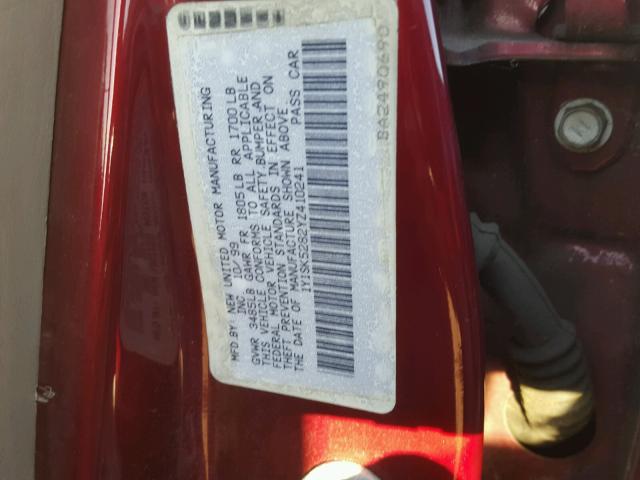 MFD BY: NEW UNITED MOTOR MANUFACTURING
INC. 10/99
GVWR 3485LB GAWR FR 1805LB RR 1700LB
THIS VEHICLE CONFORMS TO ALL APPLICABLE
FEDERAL MOTOR VEHICLE SAFETY BUMPER AND
THEFT PREVENTION STANDARDS IN EFFECT ON
THE DATE OF MANUFACTURE SHOWN ABOVE
1Y1SK5282YZ410241 PASS CAR
BA2490690